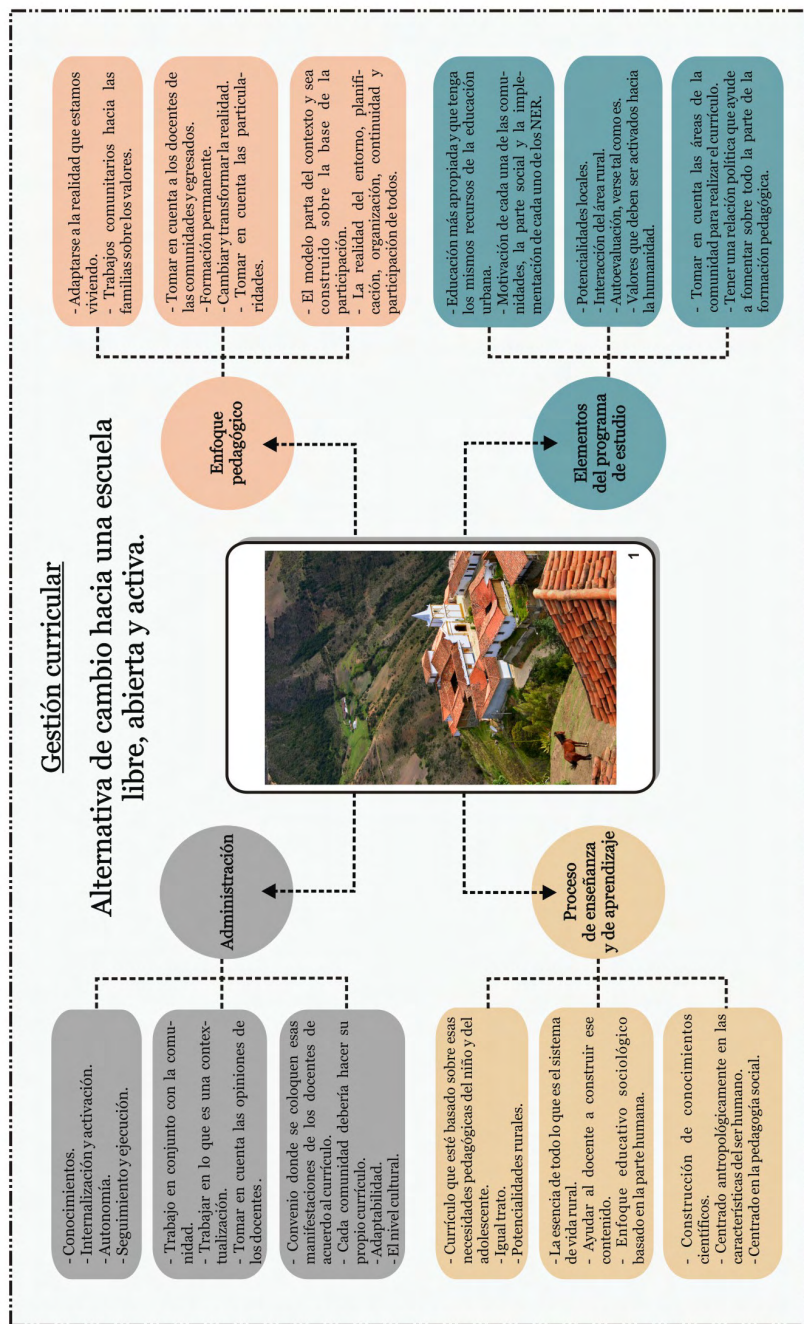 Gestión curricular
Alternativa de cambio hacia una escuela
libre, abierta y activa.
Administración
- Conocimientos.
- Internalización y activación.
- Autonomía.
- Seguimiento y ejecución.
- Trabajo en conjunto con la comu-
nidad.
- Trabajar en lo que es una contex-
tualización.
- Tomar en cuenta las opiniones de
los docentes .
- Convenio donde se coloquen esas
manifestaciones de los docentes de
acuerdo al currículo.
- Cada comunidad debería hacer su
propio currículo.
- Adaptabilidad.
- El nivel cultural.
Enfoque
pedagógico
- Adaptarse a la realidad que estamos
viviendo.
- Trabajos comunitarios hacia las
familias sobre los valores.
- Tomar en cuenta a los docentes de
las comunidades y egresados.
- Formación permanente.
- Cambiar y transformar la realidad.
- Tomar en cuenta las particula-
ridades.
- El modelo parta del contexto y sea
construido sobre la base de la
participación.
- La realidad del entorno, planifi-
cación, organización, continuidad y
participación de todos.
Proceso
de enseñanza
y de aprendizaje
- Currículo que esté basado sobre esas
necesidades pedagógicas del niño y del
adolescente.
- Igual trato.
- Potencialidades rurales.
- La esencia de todo lo que es el sistema
de vida rural.
- Ayudar al docente a construir ese
contenido.
- Enfoque educativo sociológico
basado en la parte humana.
- Construcción de conocimientos
científicos.
- Centrado antropológicamente en las
características del ser humano.
- Centrado en la pedagogía social.
Elementos
del programa
de estudio
- Educación más apropiada y que tenga
los mismos recursos de la educación
urbana.
- Motivación de cada una de las comu-
nidades, la parte social y la imple-
mentación de cada uno de los NER.
- Potencialidades locales.
- Interacción del área rural.
- Autoevaluación, verse tal como es.
- Valores que deben ser activados hacia
la humanidad.
- Tomar en cuenta las áreas de la
comunidad para realizar el currículo.
- Tener una relación política que ayude
a fomentar sobre todo la parte de la
formación pedagógica.
1